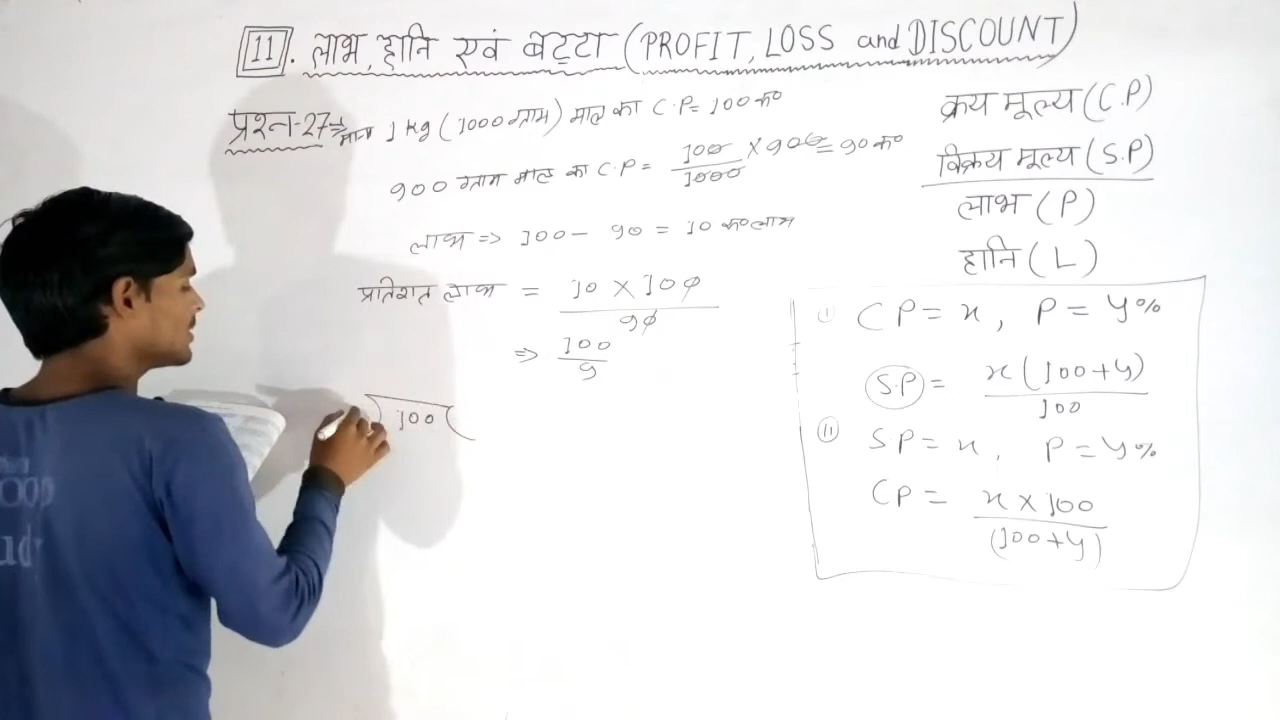 11. लाभ, हानि एवं बट्टा (PROFIT, LOSS and DISCOUNT)
प्रश्न-27⇒ माना 1 kg (1000 ग्राम) माल का C.P = 100 रु०
900 ग्राम माल का C.P = 100/1000 × 900 = 90 रु०
लाभ ⇒ 100 - 90 = 10 रु० लाभ
प्रतिशत लाभ = 10 × 100 / 90
⇒ 100/9
100
क्रय मूल्य (C.P)
विक्रय मूल्य (S.P)
लाभ (P)
हानि (L)
(I) CP = x, P = y%
S.P = x(100+y)/100
(II) SP = x, P = y%
CP = x × 100/(100+y)